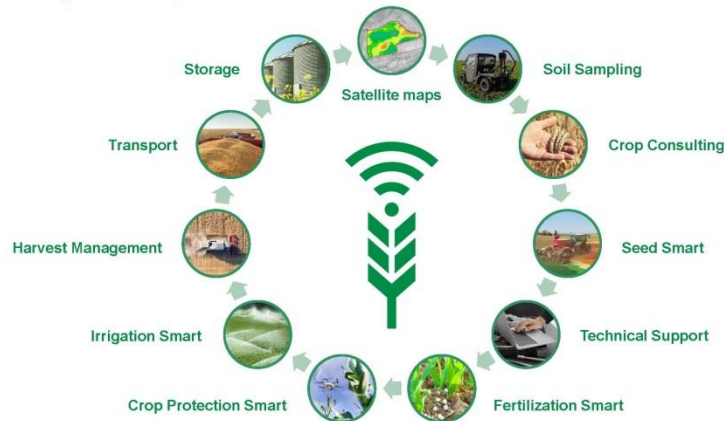 Satellite maps
Soil Sampling
Crop Consulting
Seed Smart
Technical Support
Fertilization Smart
Crop Protection Smart
Irrigation Smart
Harvest Management
Transport
Storage